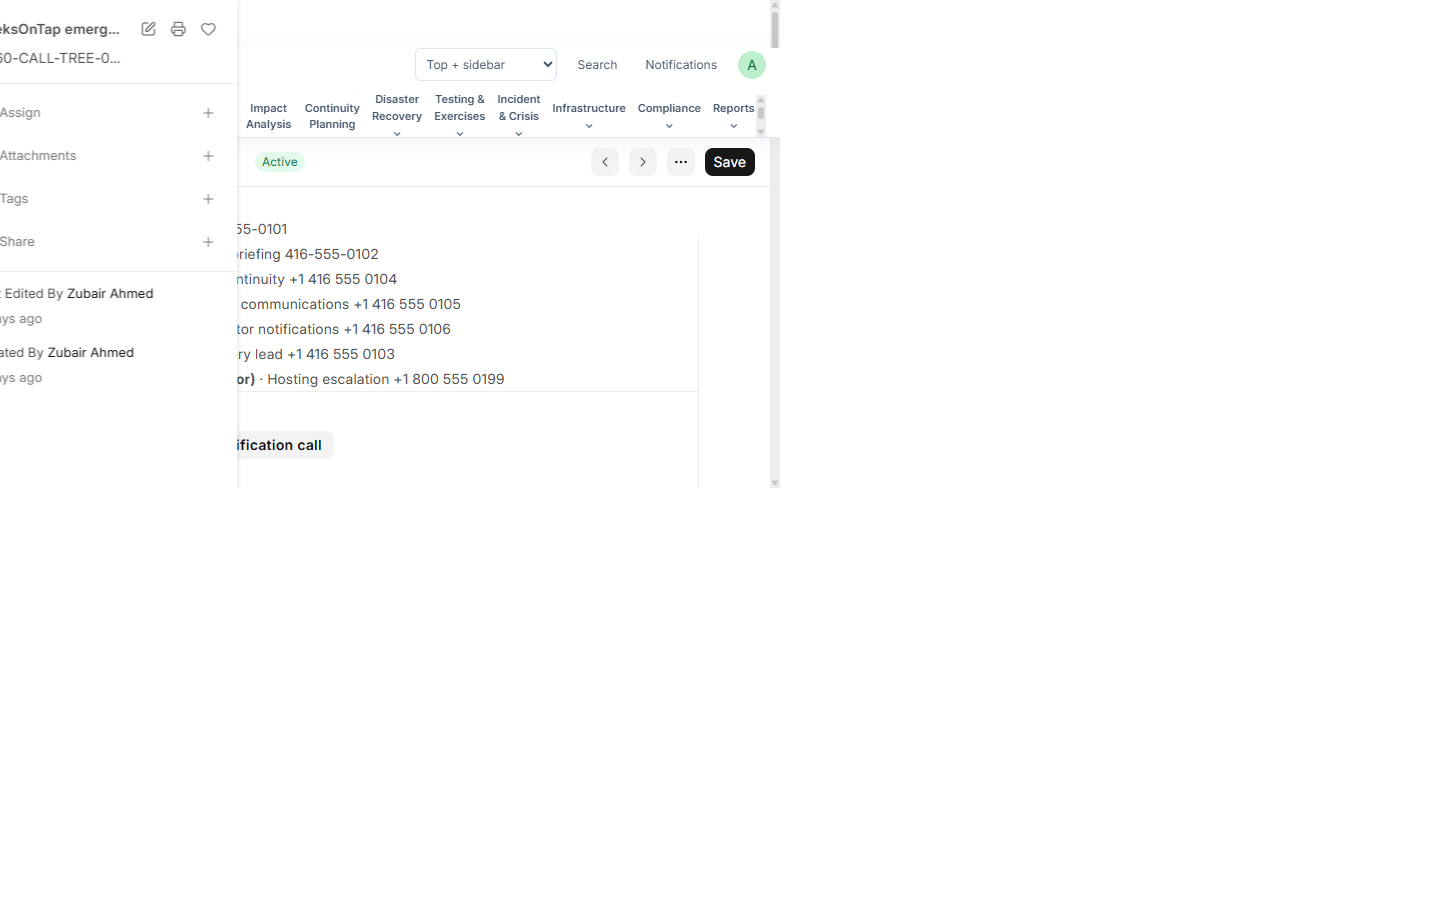 eksOnTap emerg...
60-CALL-TREE-0...
Assign
Attachments
Tags
Share
Edited By Zubair Ahmed
ays ago
ated By Zubair Ahmed
ays ago
Top + sidebar
Search
Notifications
A
Impact Analysis
Continuity Planning
Disaster Recovery
Testing & Exercises
Incident & Crisis
Infrastructure
Compliance
Reports
Active
Save
55-0101
riefing 416-555-0102
ntinuity +1 416 555 0104
communications +1 416 555 0105
tor notifications +1 416 555 0106
ry lead +1 416 555 0103
or) · Hosting escalation +1 800 555 0199
ification call